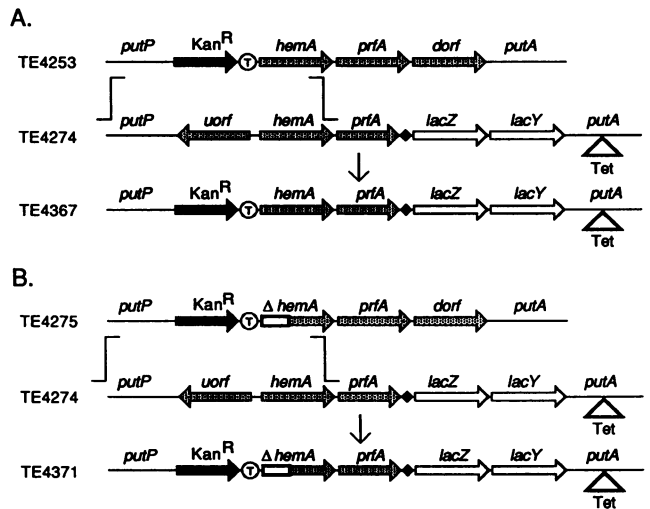 A.
putP KanR hemA prfA dorf putA
TE4253 T
putP uorf hemA prfA lacZ lacY putA
TE4274
Tet
putP KanR hemA prfA lacZ lacY putA
TE4367 T
Tet
B.
putP KanR Δ hemA prfA dorf putA
TE4275 T
putP uorf hemA prfA lacZ lacY putA
TE4274
Tet
putP KanR Δ hemA prfA lacZ lacY putA
TE4371 T
Tet